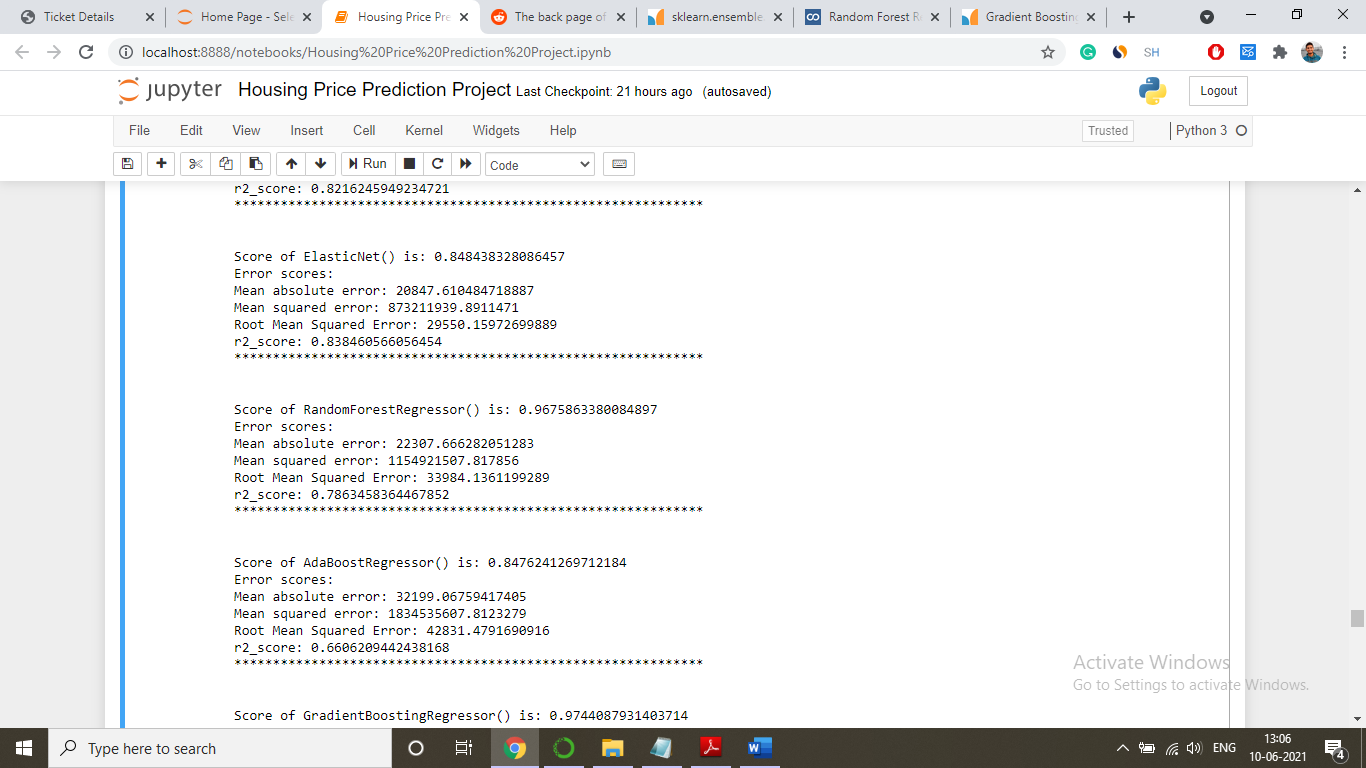 Ticket Details
Home Page - Sele
Housing Price Pre
The back page of
sklearn.ensemble.
Random Forest R
Gradient Boosting
localhost:8888/notebooks/Housing%20Price%20Prediction%20Project.ipynb
SH
jupyter Housing Price Prediction Project Last Checkpoint: 21 hours ago (autosaved)
Logout
File Edit View Insert Cell Kernel Widgets Help
Trusted
Python 3
Run
Code
r2_score: 0.8216245949234721
*************************************************************
Score of ElasticNet() is: 0.848438328086457
Error scores:
Mean absolute error: 20847.610484718887
Mean squared error: 873211939.8911471
Root Mean Squared Error: 29550.15972699889
r2_score: 0.838460566056454
*************************************************************
Score of RandomForestRegressor() is: 0.9675863380084897
Error scores:
Mean absolute error: 22307.666282051283
Mean squared error: 1154921507.817856
Root Mean Squared Error: 33984.1361199289
r2_score: 0.7863458364467852
*************************************************************
Score of AdaBoostRegressor() is: 0.8476241269712184
Error scores:
Mean absolute error: 32199.06759417405
Mean squared error: 1834535607.8123279
Root Mean Squared Error: 42831.4791690916
r2_score: 0.6606209442438168
*************************************************************
Score of GradientBoostingRegressor() is: 0.9744087931403714
Activate Windows
Go to Settings to activate Windows.
Type here to search
ENG
13:06
10-06-2021
4